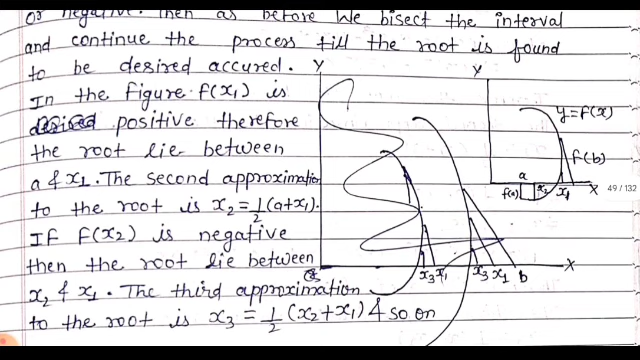 or negative. Then as before We bisect the interval
and continue the process till the root is found
to be desired accured.
In the figure f(x₁) is
positive therefore
the root lie between
a & x₁. The second approximation
to the root is x₂ = 1/2 (a+x₁).
If F(x₂) is negative
then the root lie between
x₂ & x₁. The third approximation
to the root is x₃ = 1/2 (x₂+x₁) & so on
Y
x₃ x₁ x₃ x₁ b X
Y
y=f(x)
f(b)
a
f(a) x₃ x₁ X
49 / 132